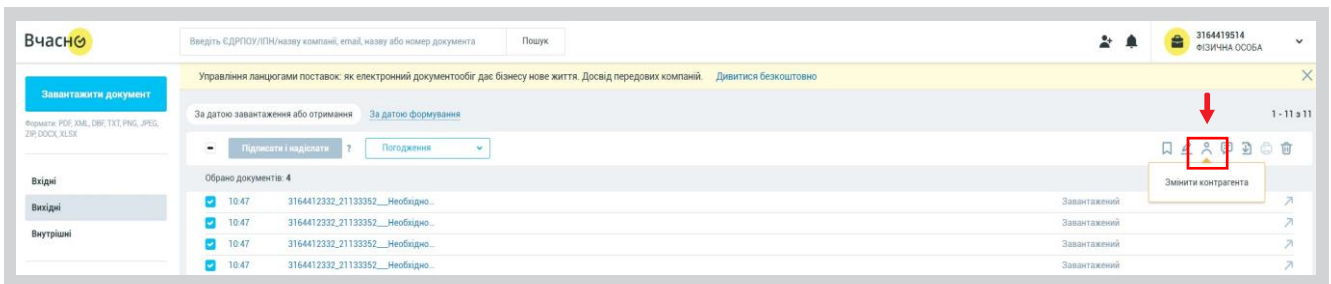 Вчасно
Введіть ЄДРПОУ/ІПН/назву компанії, email, назву або номер документа
Пошук
3164419514
ФІЗИЧНА ОСОБА
Завантажити документ
Формати: PDF, XML, DBF, TXT, PNG, JPEG,
ZIP, DOCX, XLSX
Управління ланцюгами поставок: як електронний документообіг дає бізнесу нове життя. Досвід передових компаній. Дивитися безкоштовно
За датою завантаження або отримання За датою формування
1 - 11 з 11
Підписати і надіслати ? Погодження
Обрано документів: 4
Змінити контрагента
Вхідні
Вихідні
Внутрішні
10:47 3164412332_21133352__Необхідно... Завантажений
10:47 3164412332_21133352__Необхідно... Завантажений
10:47 3164412332_21133352__Необхідно... Завантажений
10:47 3164412332_21133352__Необхідно... Завантажений